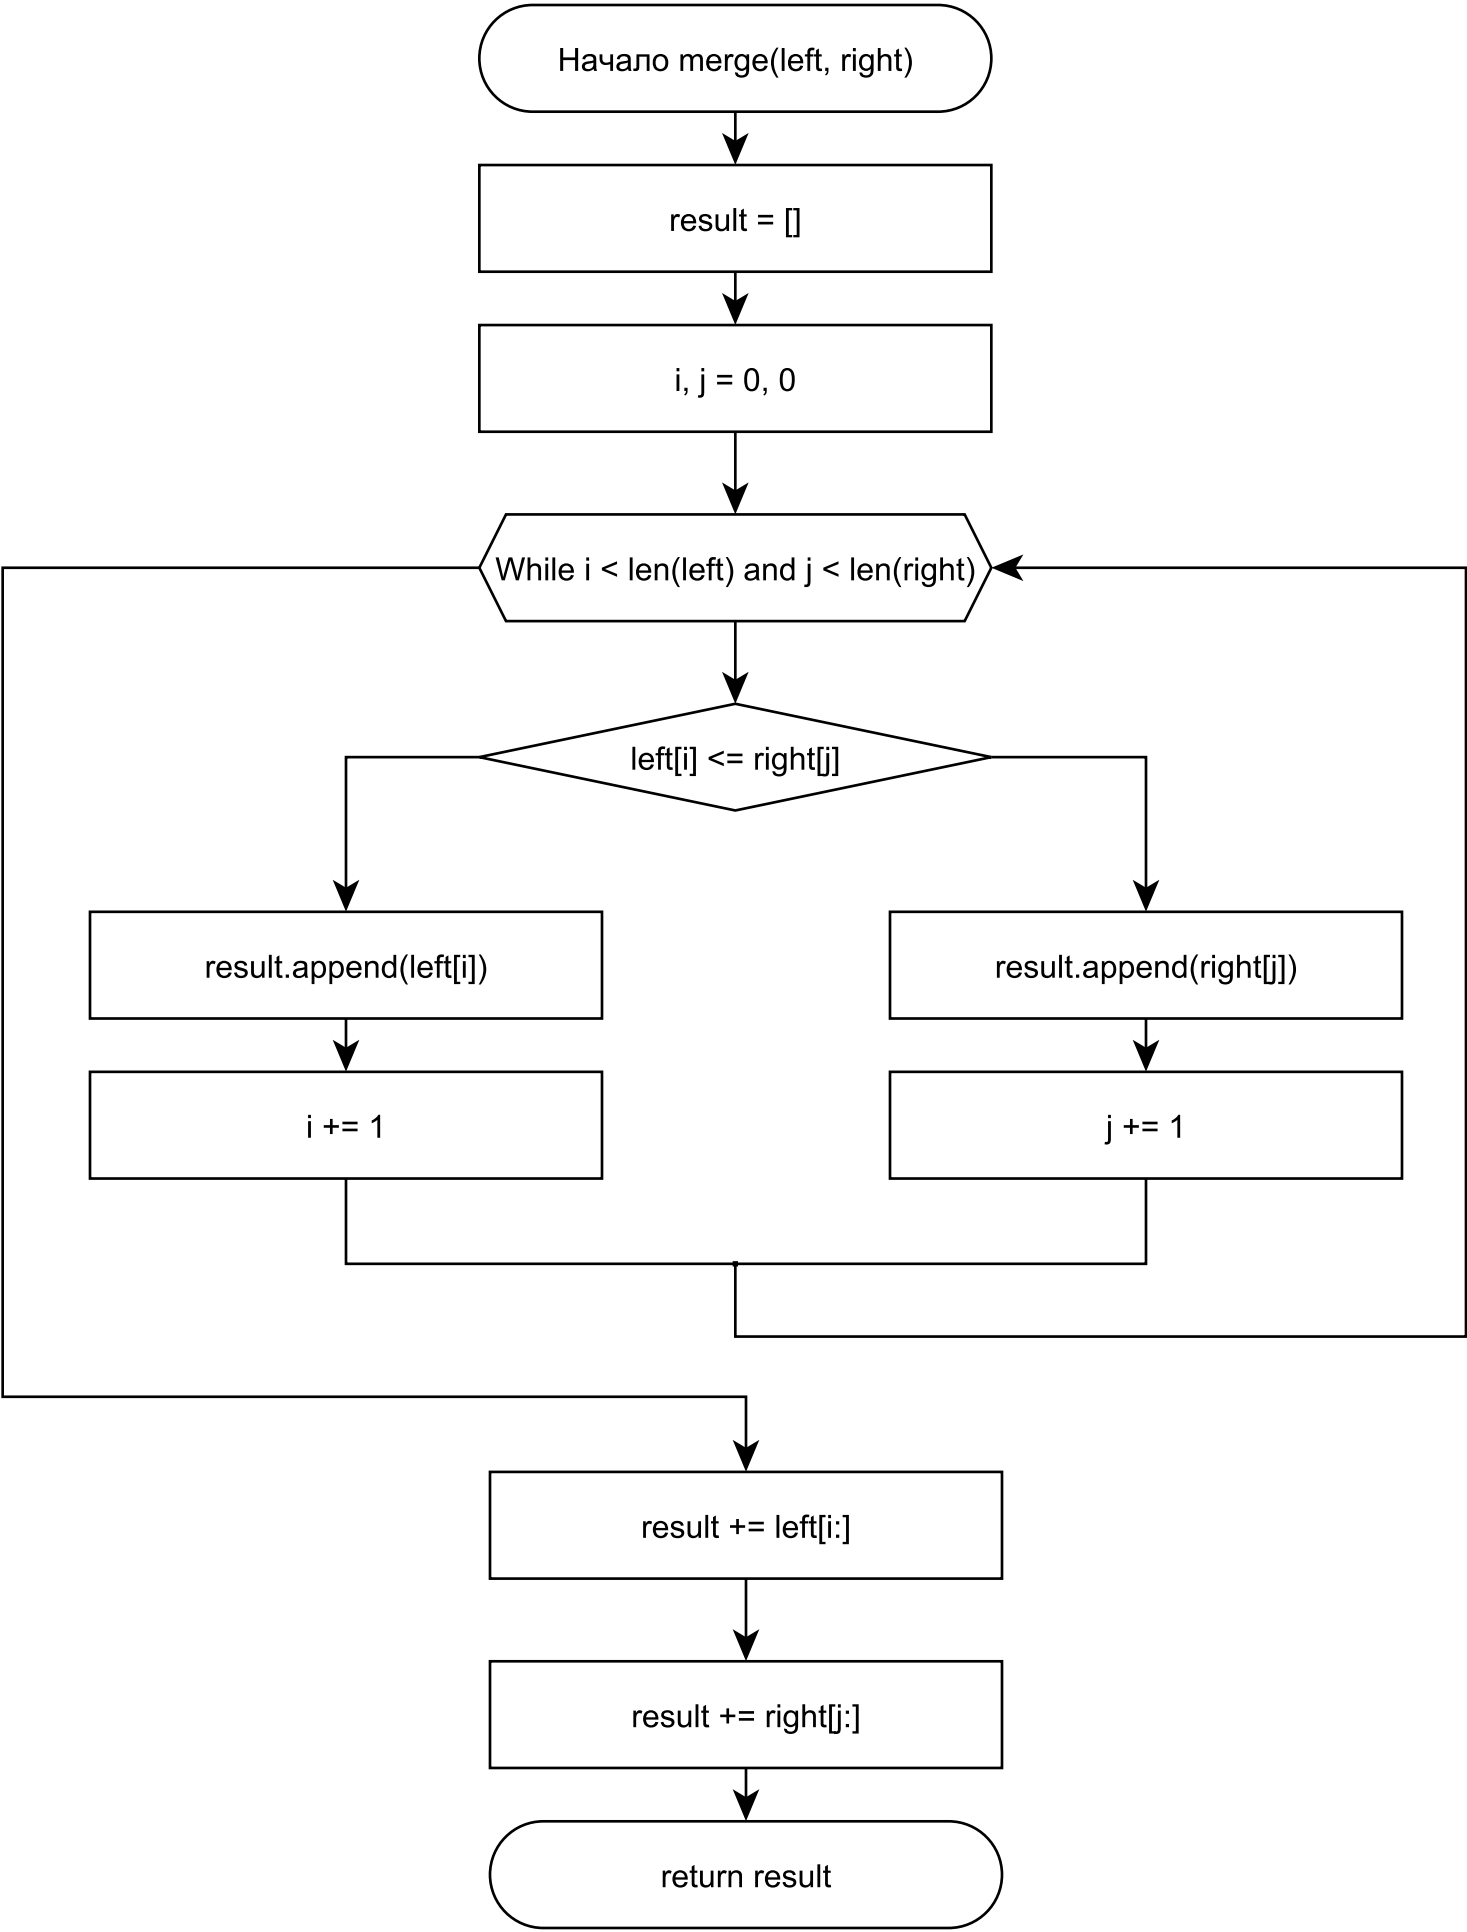 Начало merge(left, right)
result = []
i, j = 0, 0
While i < len(left) and j < len(right)
left[i] <= right[j]
result.append(left[i])
result.append(right[j])
i += 1
j += 1
result += left[i:]
result += right[j:]
return result